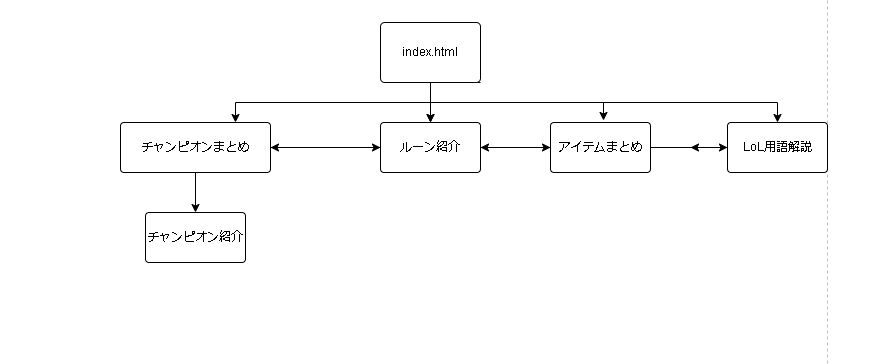 index.html
チャンピオンまとめ
ルーン紹介
アイテムまとめ
LoL用語解説
チャンピオン紹介